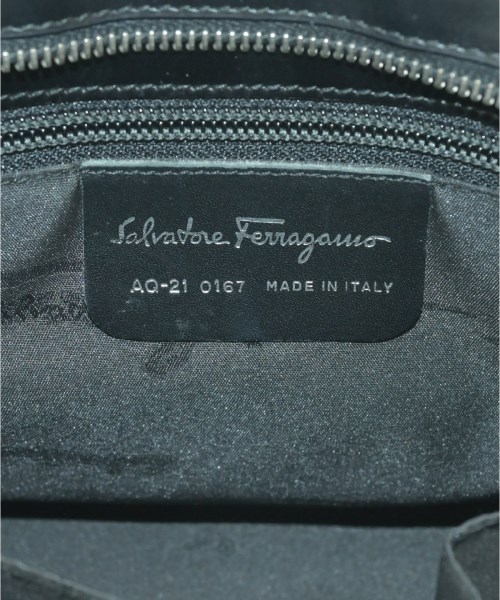 Salvatore Ferragamo
AQ-21 0167 MADE IN ITALY